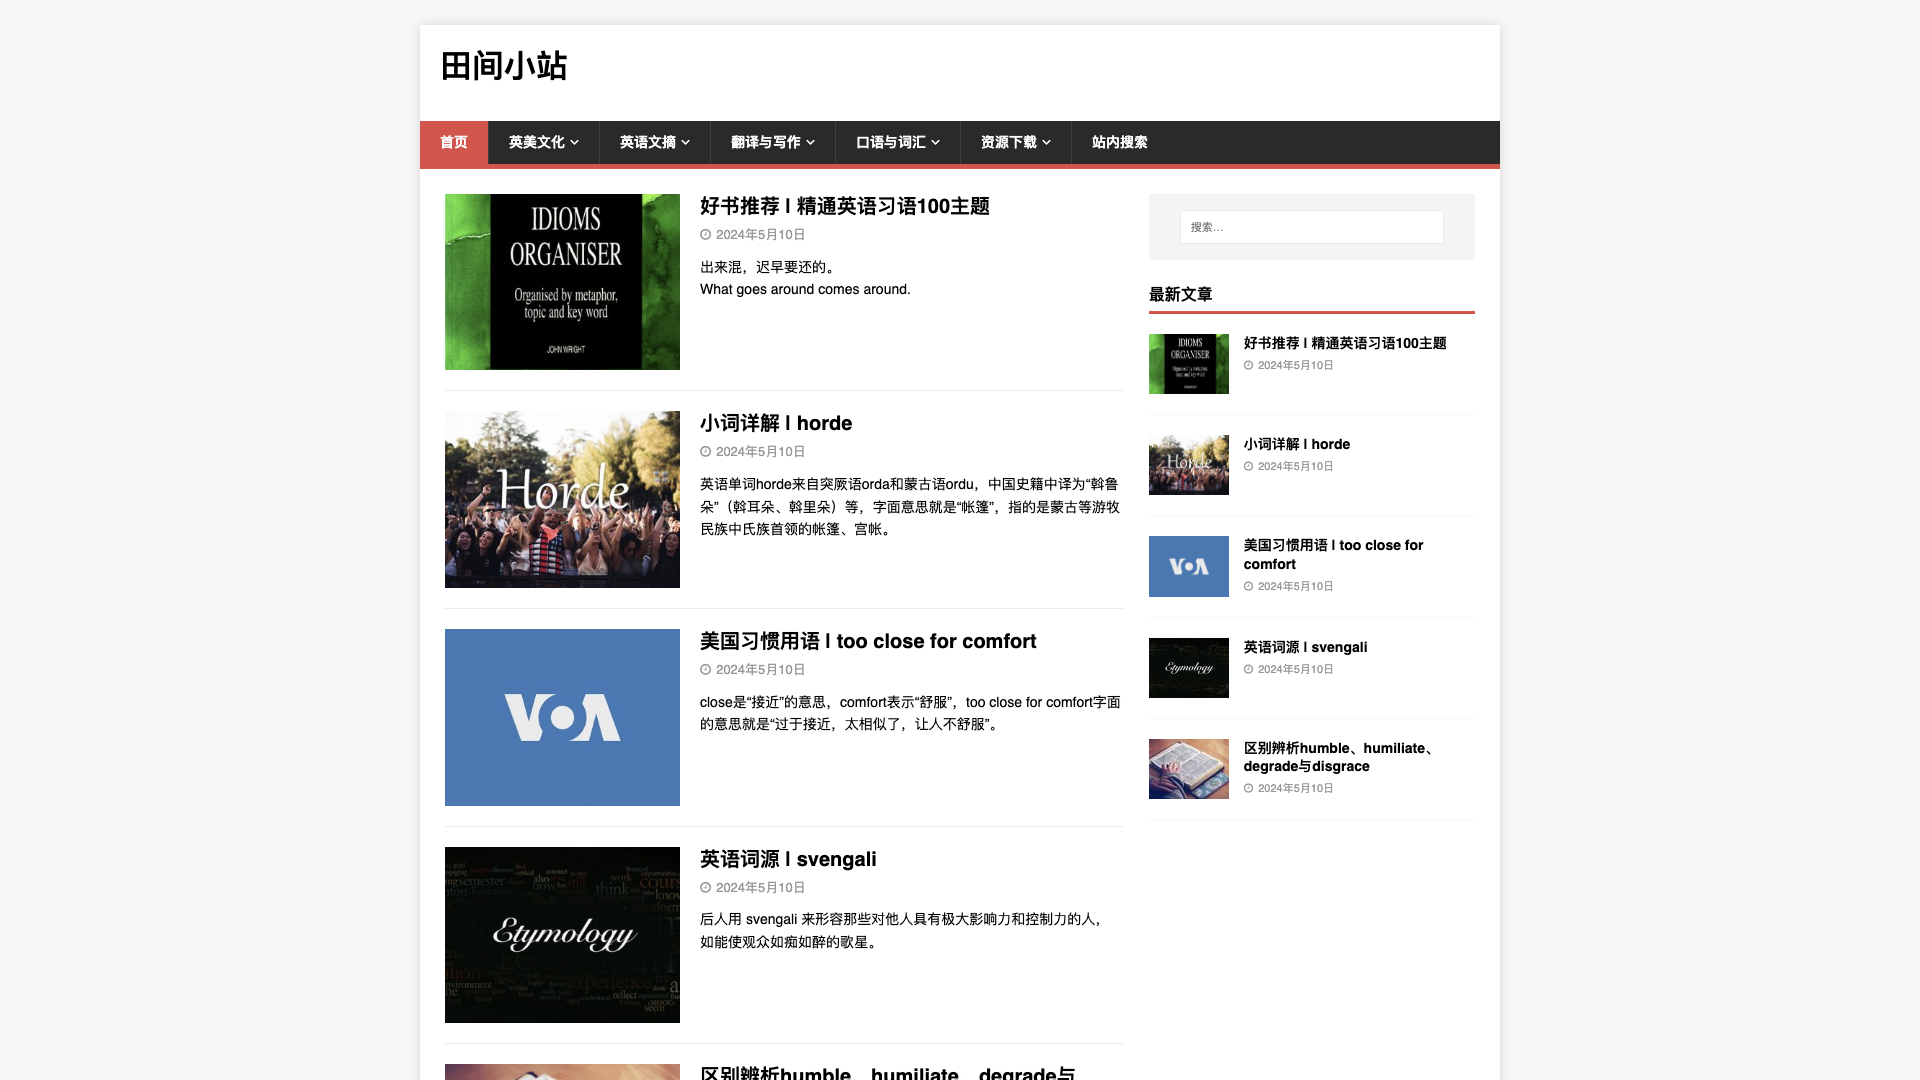 田间小站
首页
英美文化
英语文摘
翻译与写作
口语与词汇
资源下载
站内搜索
IDIOMS
ORGANISER
Organised by metaphor,
topic and key word
JOHN WRIGHT
好书推荐 | 精通英语习语100主题
2024年5月10日
出来混，迟早要还的。
What goes around comes around.
Horde
小词详解 | horde
2024年5月10日
英语单词horde来自突厥语orda和蒙古语ordu，中国史籍中译为“斡鲁
朵”（斡耳朵、斡里朵）等，字面意思就是“帐篷”，指的是蒙古等游牧
民族中氏族首领的帐篷、宫帐。
VOA
美国习惯用语 | too close for comfort
2024年5月10日
close是“接近”的意思，comfort表示“舒服”，too close for comfort字面
的意思就是“过于接近，太相似了，让人不舒服”。
Etymology
英语词源 | svengali
2024年5月10日
后人用 svengali 来形容那些对他人具有极大影响力和控制力的人，
如能使观众如痴如醉的歌星。
区别辨析humble、humiliate、degrade与
搜索...
最新文章
IDIOMS
ORGANISER
好书推荐 | 精通英语习语100主题
2024年5月10日
Horde
小词详解 | horde
2024年5月10日
VOA
美国习惯用语 | too close for
comfort
2024年5月10日
Etymology
英语词源 | svengali
2024年5月10日
区别辨析humble、humiliate、
degrade与disgrace
2024年5月10日